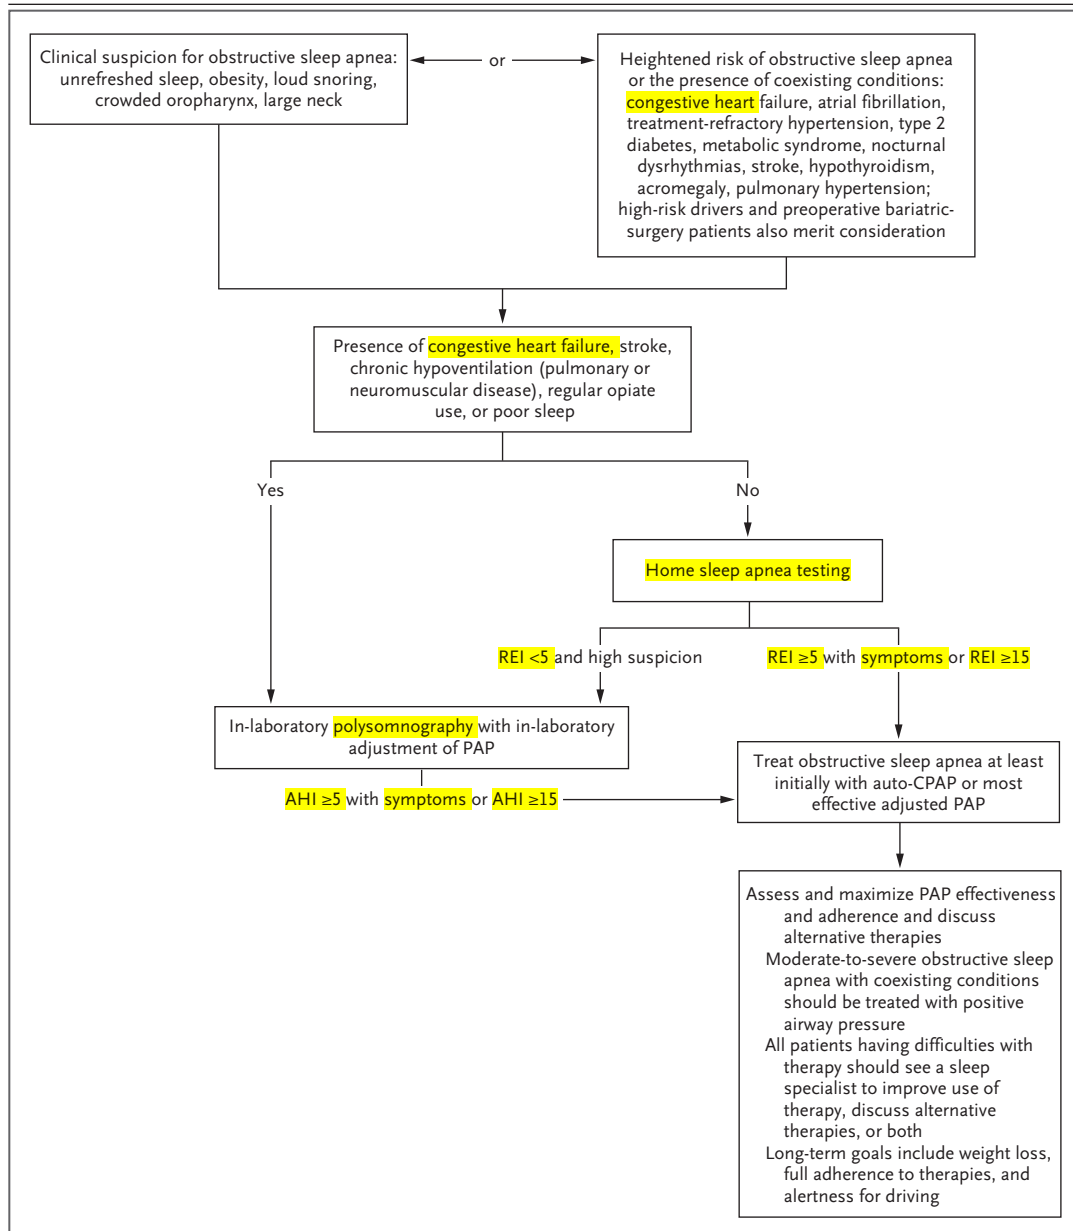 Clinical suspicion for obstructive sleep apnea:
unrefreshed sleep, obesity, loud snoring,
crowded oropharynx, large neck
or
Heightened risk of obstructive sleep apnea
or the presence of coexisting conditions:
congestive heart failure, atrial fibrillation,
treatment-refractory hypertension, type 2
diabetes, metabolic syndrome, nocturnal
dysrhythmias, stroke, hypothyroidism,
acromegaly, pulmonary hypertension;
high-risk drivers and preoperative bariatric-
surgery patients also merit consideration
Presence of congestive heart failure, stroke,
chronic hypoventilation (pulmonary or
neuromuscular disease), regular opiate
use, or poor sleep
Yes
No
Home sleep apnea testing
REI <5 and high suspicion
REI ≥5 with symptoms or REI ≥15
In-laboratory polysomnography with in-laboratory
adjustment of PAP
AHI ≥5 with symptoms or AHI ≥15
Treat obstructive sleep apnea at least
initially with auto-CPAP or most
effective adjusted PAP
Assess and maximize PAP effectiveness
and adherence and discuss
alternative therapies
Moderate-to-severe obstructive sleep
apnea with coexisting conditions
should be treated with positive
airway pressure
All patients having difficulties with
therapy should see a sleep
specialist to improve use of
therapy, discuss alternative
therapies, or both
Long-term goals include weight loss,
full adherence to therapies, and
alertness for driving